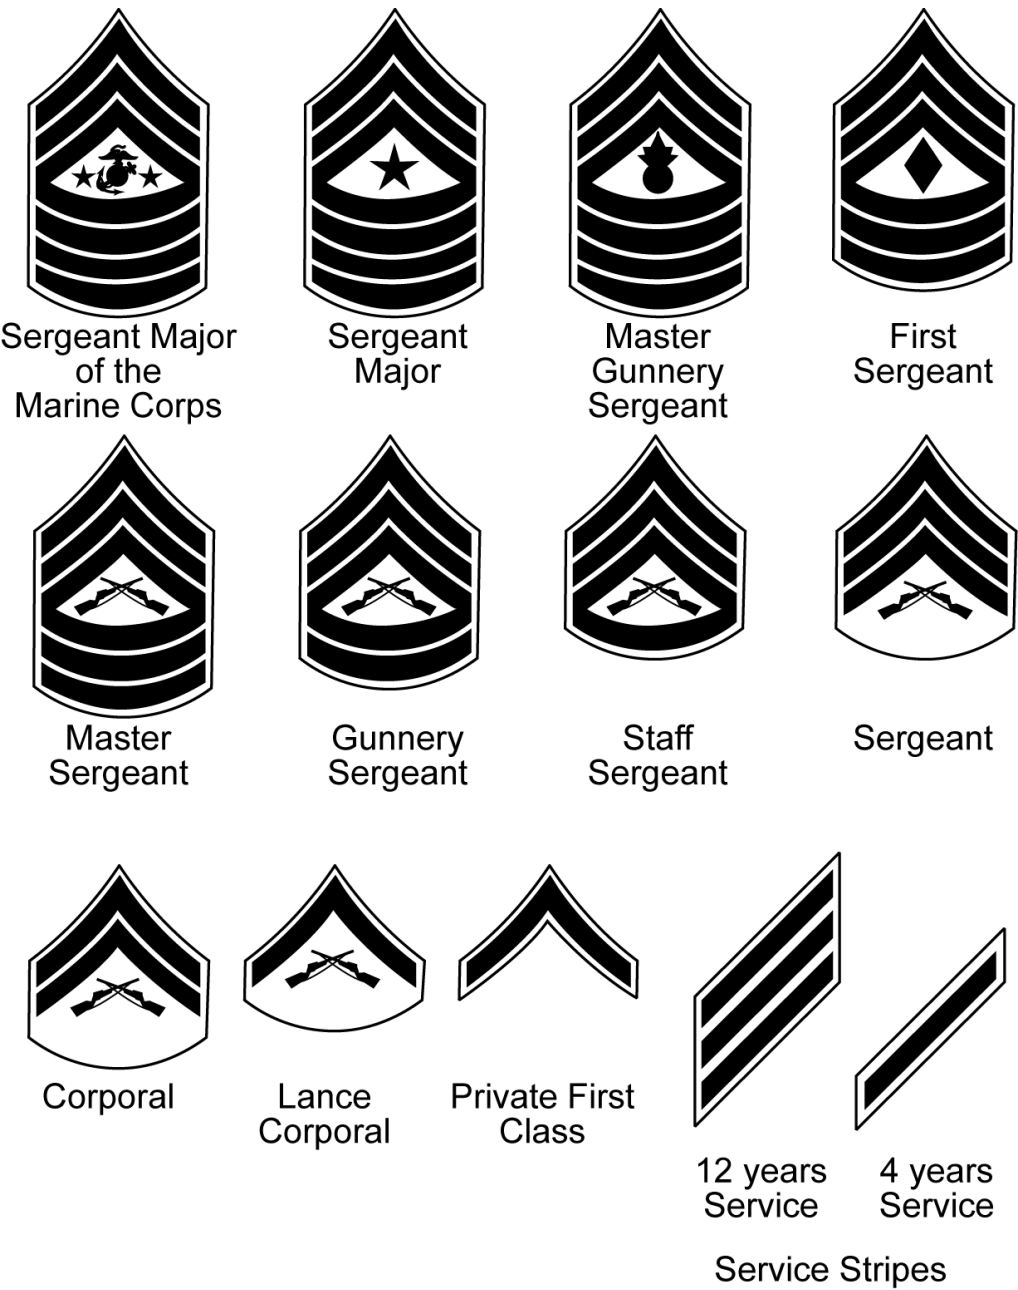 Sergeant Major
of the
Marine Corps
Sergeant
Major
Master
Gunnery
Sergeant
First
Sergeant
Master
Sergeant
Gunnery
Sergeant
Staff
Sergeant
Sergeant
Corporal
Lance
Corporal
Private First
Class
12 years
Service
4 years
Service
Service Stripes